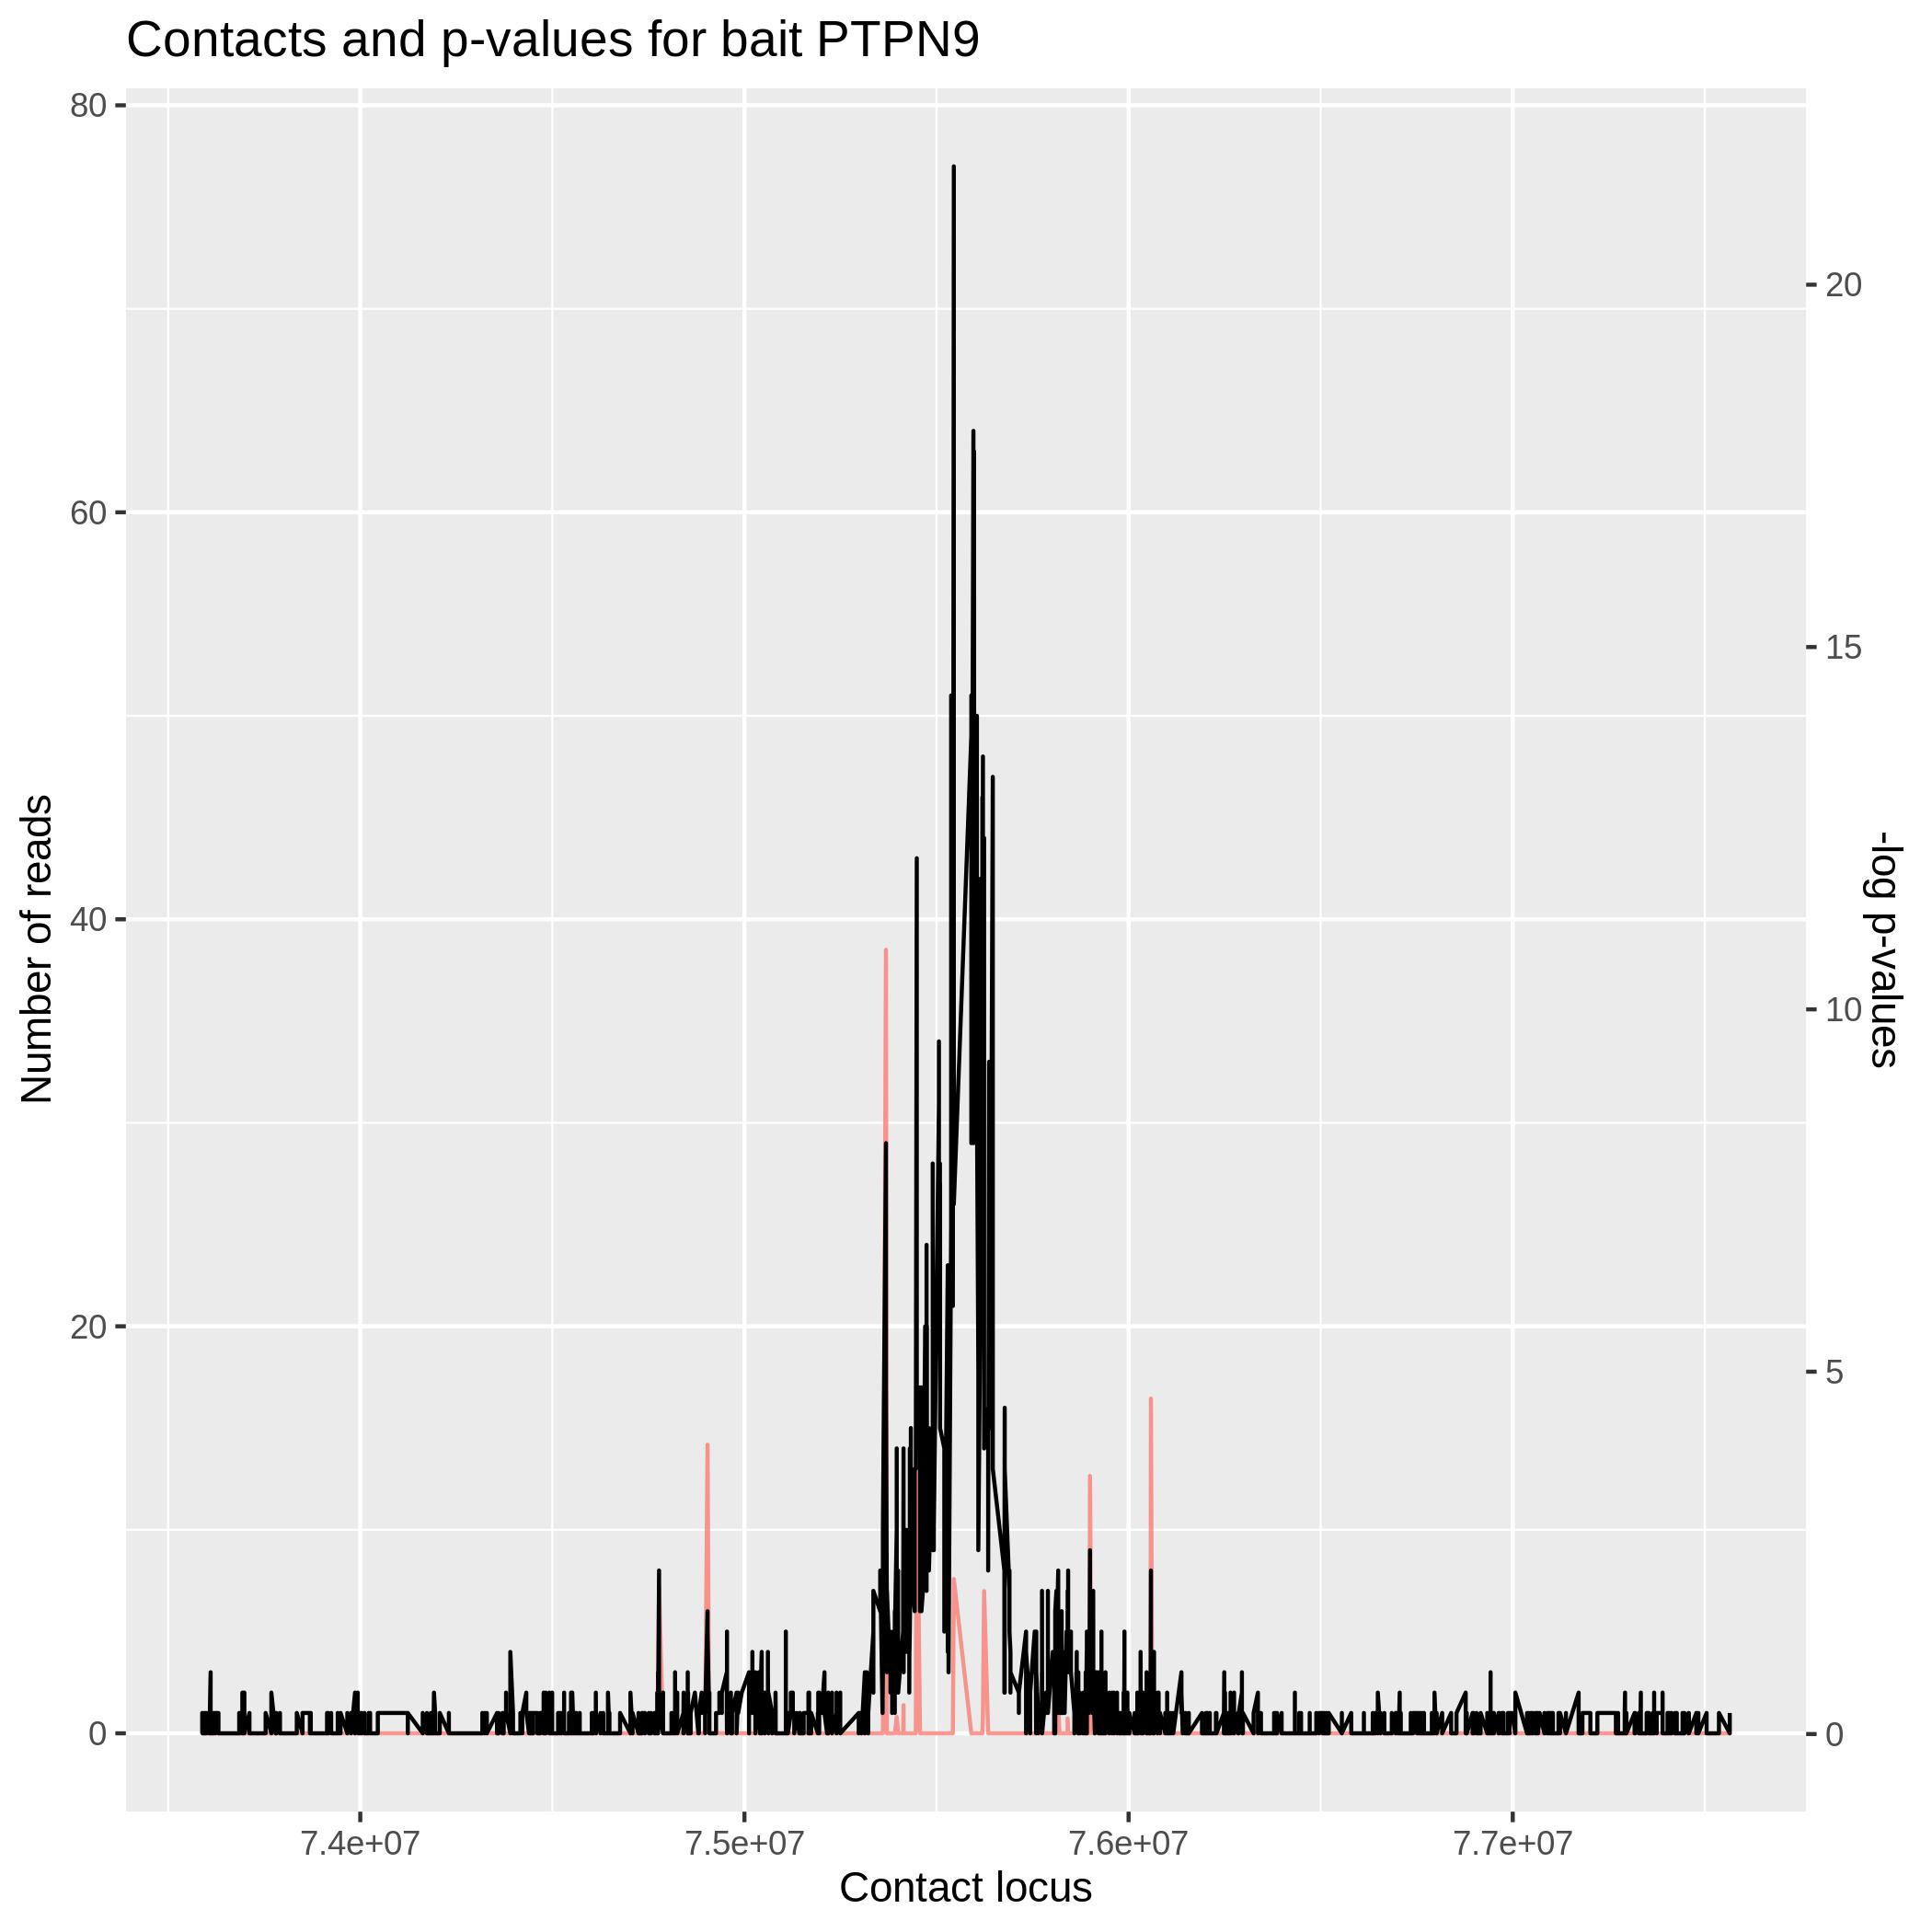 Contacts and p-values for bait PTPN9
80
60
40
20
0
Number of reads
20
15
10
5
0
-log p-values
7.4e+07
7.5e+07
7.6e+07
7.7e+07
Contact locus